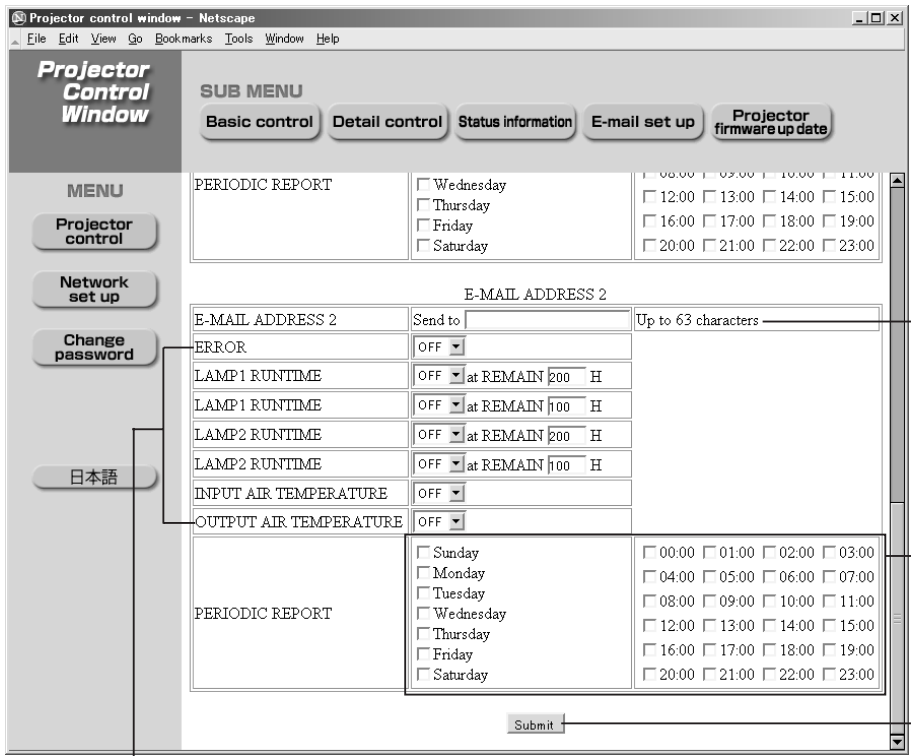 Projector control window - Netscape
File Edit View Go Bookmarks Tools Window Help
Projector
Control
Window
SUB MENU
Basic control Detail control Status information E-mail set up Projector firmware up date
MENU
Projector
control
Network
set up
Change
password
日本語
08:00 09:00 10:00 11:00
PERIODIC REPORT
Wednesday
Thursday
Friday
Saturday
12:00 13:00 14:00 15:00
16:00 17:00 18:00 19:00
20:00 21:00 22:00 23:00
E-MAIL ADDRESS 2
E-MAIL ADDRESS 2 Send to Up to 63 characters
ERROR OFF
LAMP1 RUNTIME OFF at REMAIN 200 H
LAMP1 RUNTIME OFF at REMAIN 100 H
LAMP2 RUNTIME OFF at REMAIN 200 H
LAMP2 RUNTIME OFF at REMAIN 100 H
INPUT AIR TEMPERATURE OFF
OUTPUT AIR TEMPERATURE OFF
PERIODIC REPORT
Sunday
Monday
Tuesday
Wednesday
Thursday
Friday
Saturday
00:00 01:00 02:00 03:00
04:00 05:00 06:00 07:00
08:00 09:00 10:00 11:00
12:00 13:00 14:00 15:00
16:00 17:00 18:00 19:00
20:00 21:00 22:00 23:00
Submit